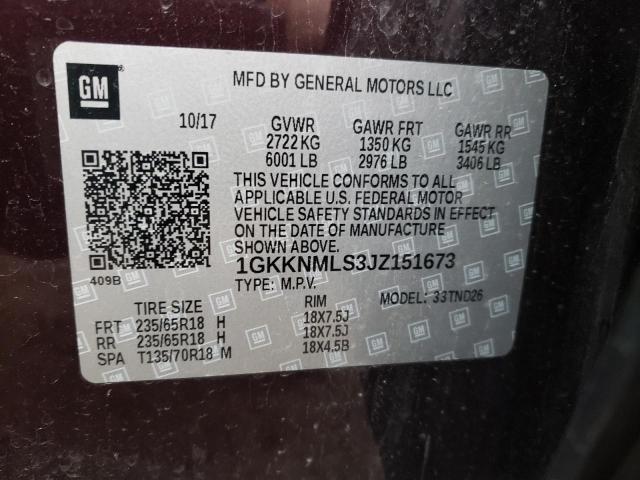 GM
MFD BY GENERAL MOTORS LLC
10/17 GVWR GAWR FRT GAWR RR
2722 KG 1350 KG 1545 KG
6001 LB 2976 LB 3406 LB
THIS VEHICLE CONFORMS TO ALL
APPLICABLE U.S. FEDERAL MOTOR
VEHICLE SAFETY STANDARDS IN EFFECT
ON THE DATE OF MANUFACTURE
SHOWN ABOVE.
1GKKNMLS3JZ151673
409B
TYPE: M.P.V. MODEL: 33TND26
TIRE SIZE RIM
FRT 235/65R18 H 18X7.5J
RR 235/65R18 H 18X7.5J
SPA T135/70R18 M 18X4.5B